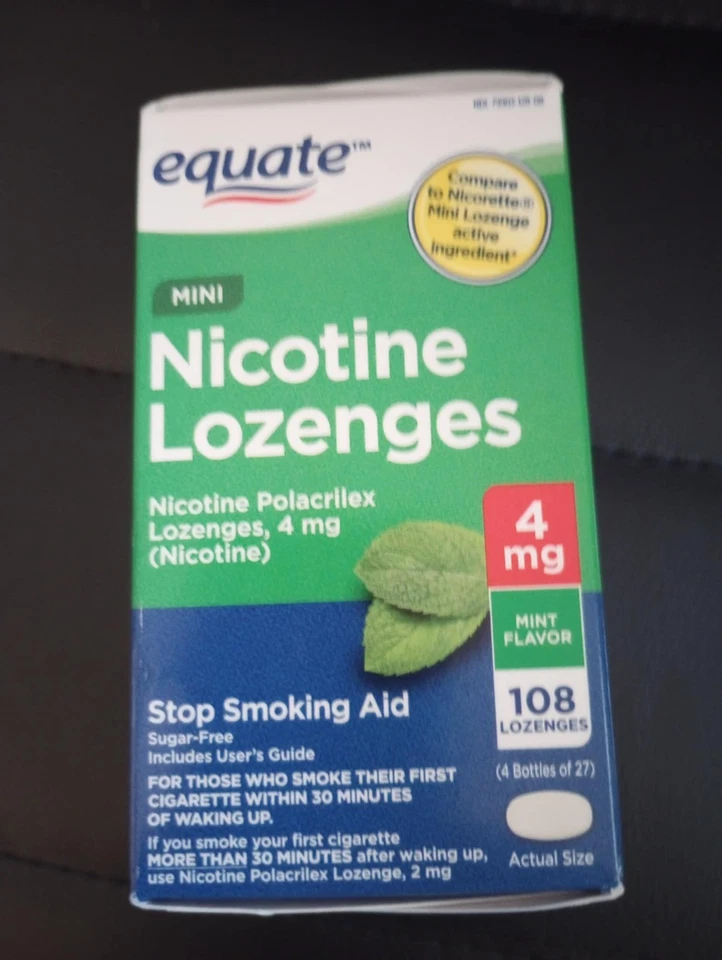 equate™
Compare
to Nicorette®
Mini Lozenge
active
ingredient*
MINI
Nicotine
Lozenges
Nicotine Polacrilex
Lozenges, 4 mg
(Nicotine)
4
mg
MINT
FLAVOR
108
LOZENGES
(4 Bottles of 27)
Actual Size
Stop Smoking Aid
Sugar-Free
Includes User's Guide
FOR THOSE WHO SMOKE THEIR FIRST
CIGARETTE WITHIN 30 MINUTES
OF WAKING UP.
If you smoke your first cigarette
MORE THAN 30 MINUTES after waking up,
use Nicotine Polacrilex Lozenge, 2 mg